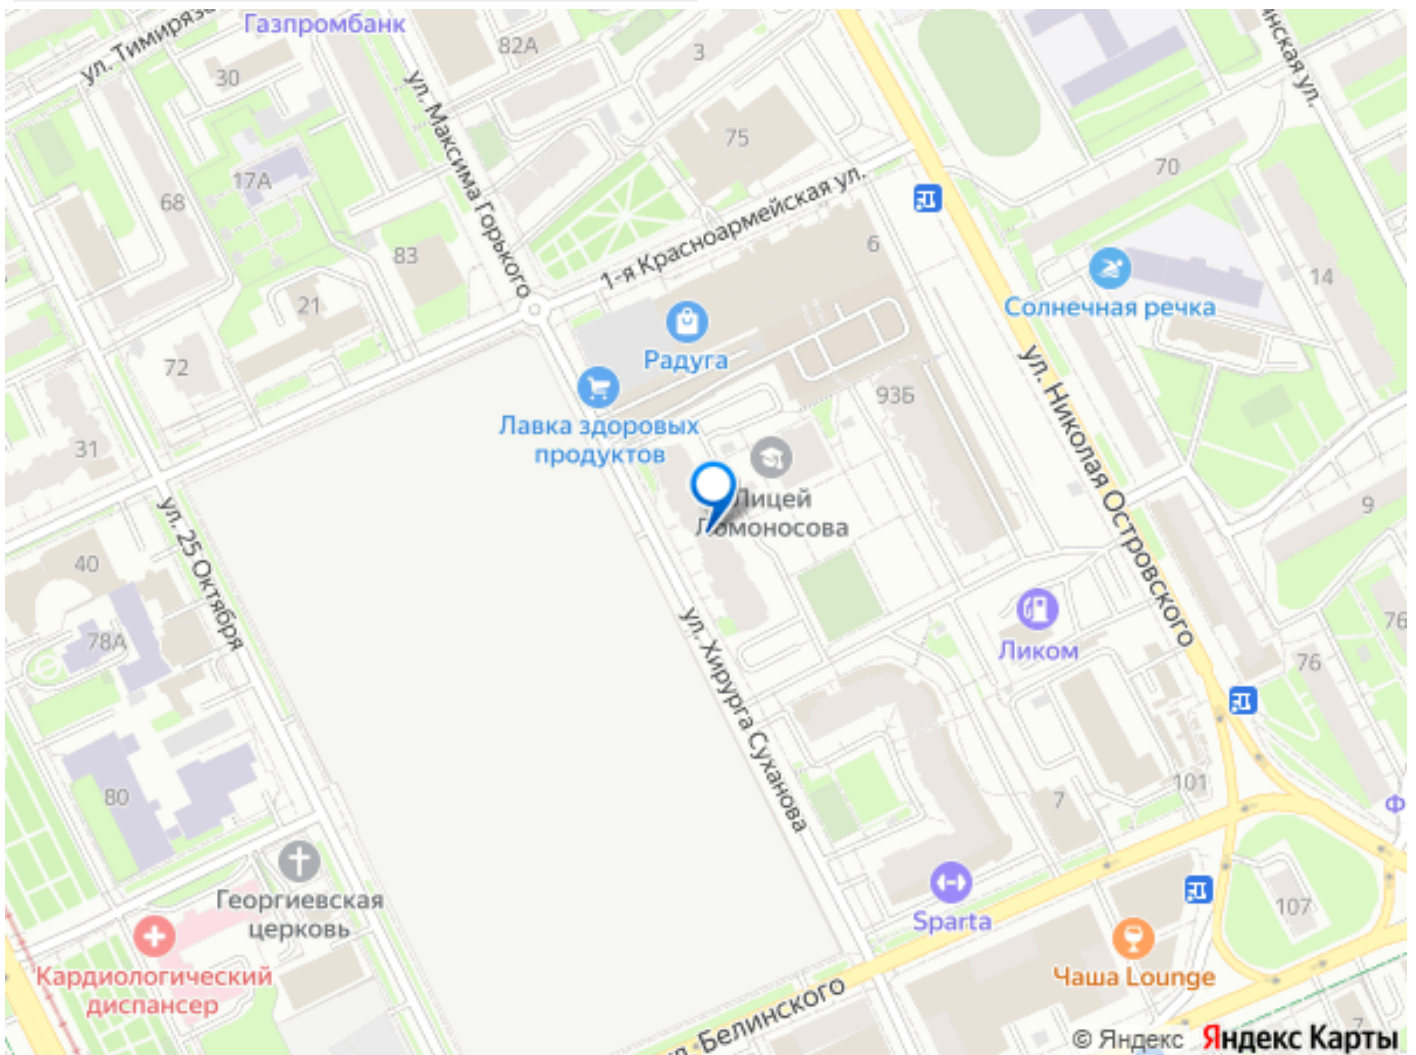 Газпромбанк
ул. Тимиряз
82А
3
30
ул. Максима Горького
75
17А
68
70
1-я Красноармейская ул.
83
6
14
21
Солнечная речка
Радуга
72
93Б
ул. Николая Островского
Лавка здоровых
продуктов
31
Лицей
Ломоносова
9
ул. 25 Октября
40
78А
ул. Хирурга Суханова
Ликом
76
76
101
7
80
Георгиевская
церковь
Sparta
107
Кардиологический
диспансер
Чаша Lounge
ул. Белинского
7
© Яндекс Яндекс Карты